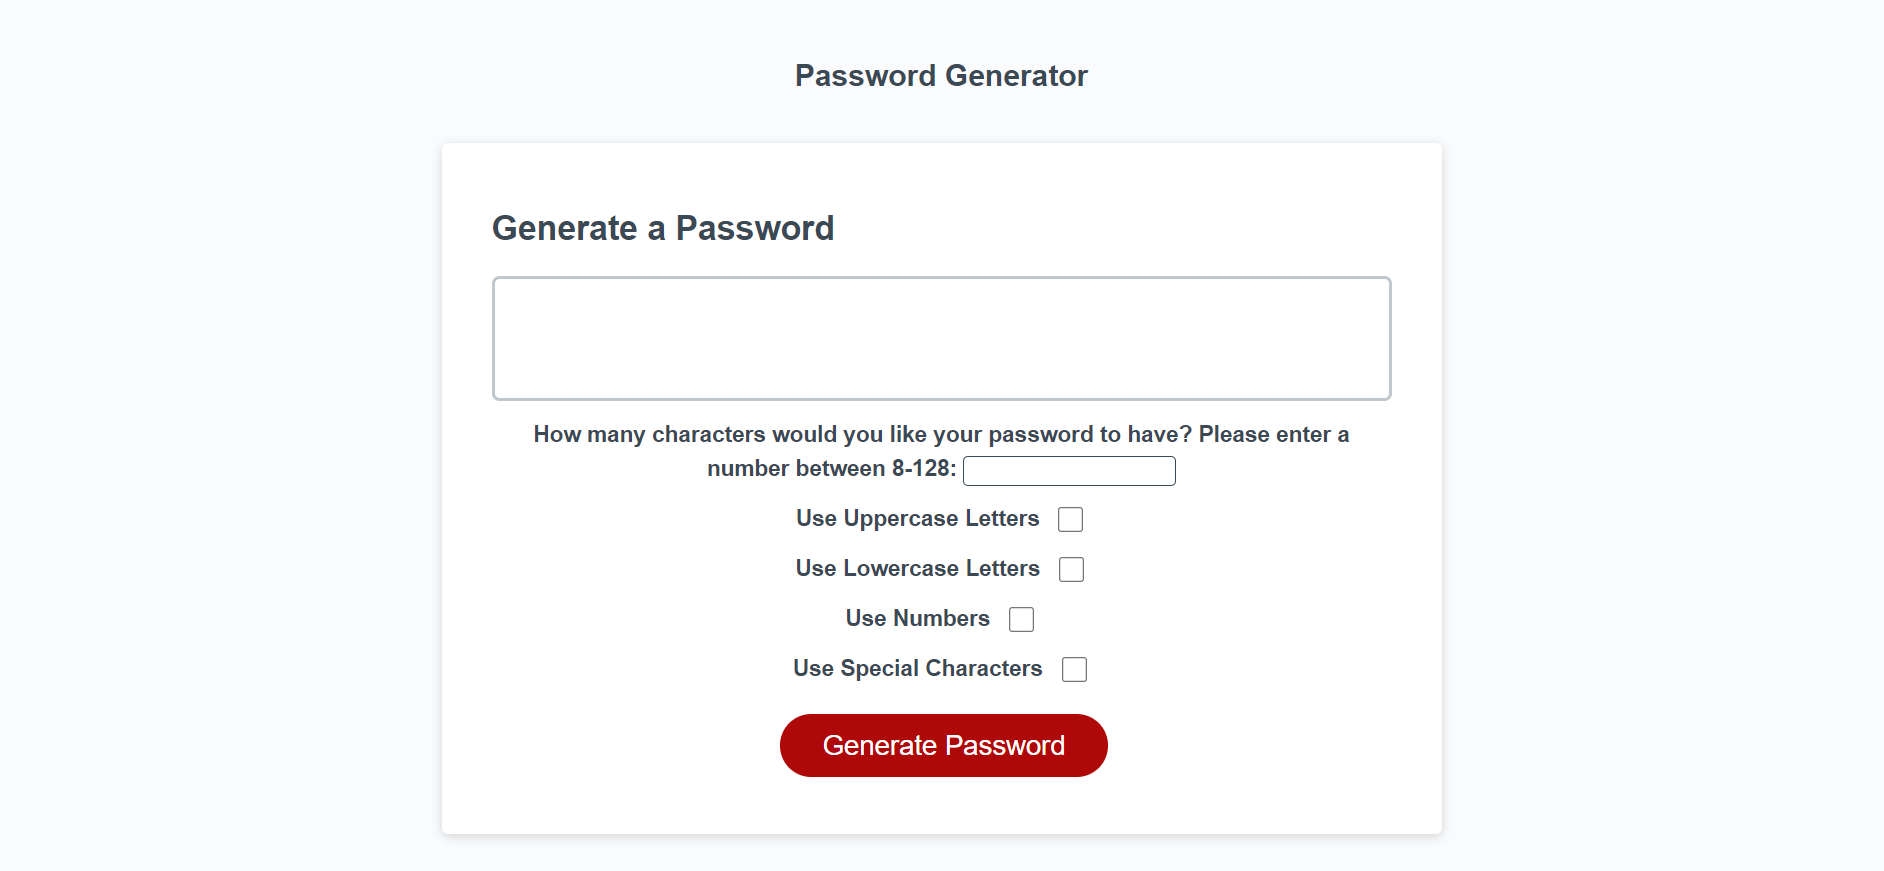 Password Generator
Generate a Password
How many characters would you like your password to have? Please enter a
number between 8-128:
Use Uppercase Letters
Use Lowercase Letters
Use Numbers
Use Special Characters
Generate Password